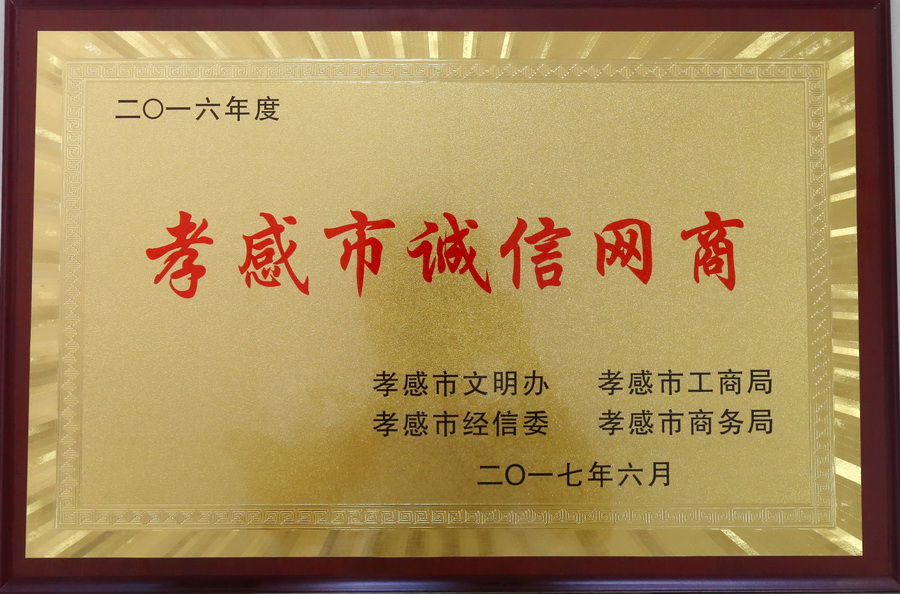 二〇一六年度
孝感市诚信网商
孝感市文明办 孝感市工商局
孝感市经信委 孝感市商务局
二〇一七年六月